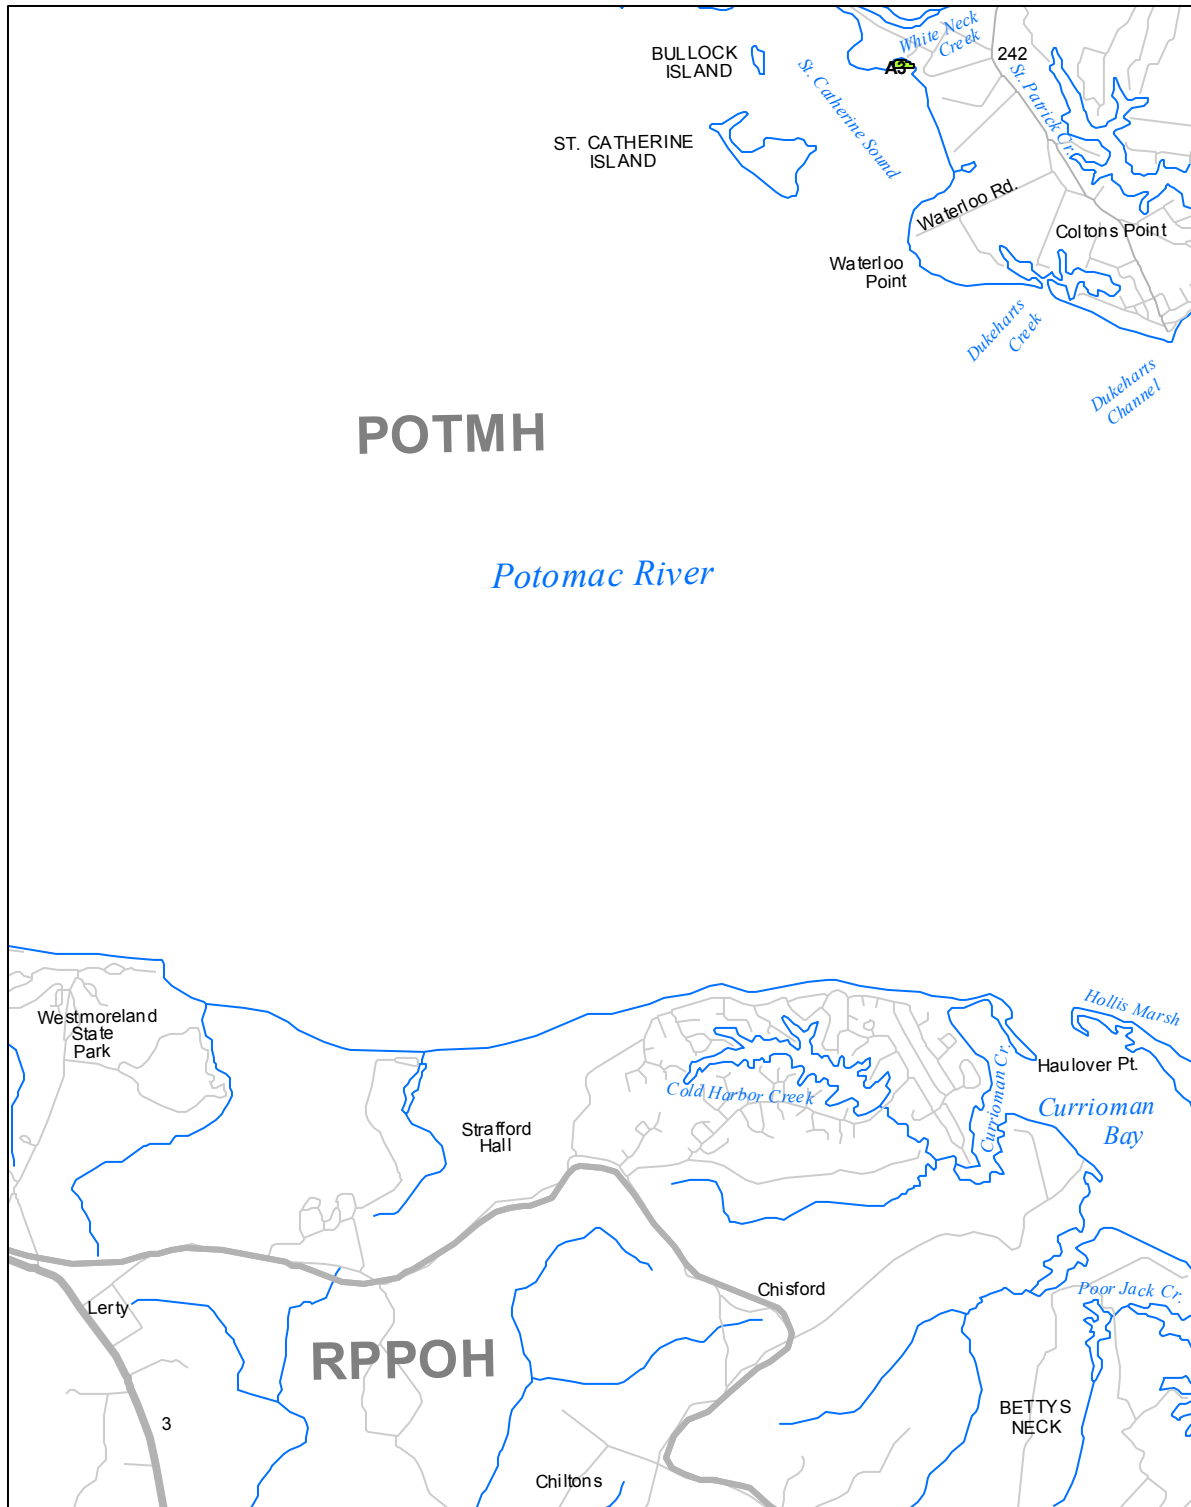 White Neck
Creek
BULLOCK
ISLAND
242
A3
St. Catherine Sound
St. Patrick Cr.
ST. CATHERINE
ISLAND
Waterloo Rd.
Coltons Point
Waterloo
Point
Dukeharts
Creek
Dukeharts
Channel
POTMH
Potomac River
Westmoreland
State
Park
Hollis Marsh
Haulover Pt.
Currioman Cr.
Cold Harbor Creek
Currioman
Bay
Strafford
Hall
Chisford
Poor Jack Cr.
Lerty
RPPOH
BETTYS
NECK
3
Chiltons